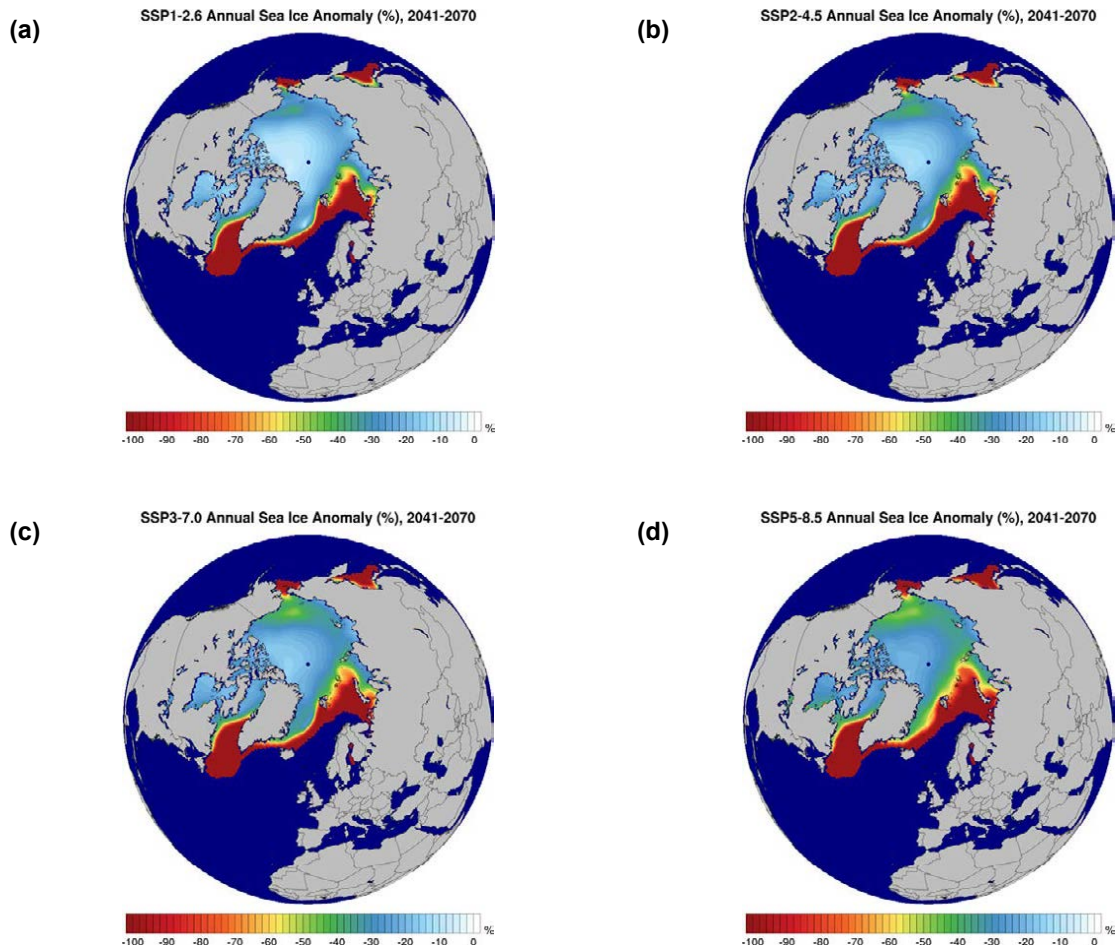 (a)
SSP1-2.6 Annual Sea Ice Anomaly (%), 2041-2070
-100 -90 -80 -70 -60 -50 -40 -30 -20 -10 0 %
(b)
SSP2-4.5 Annual Sea Ice Anomaly (%), 2041-2070
-100 -90 -80 -70 -60 -50 -40 -30 -20 -10 0 %
(c)
SSP3-7.0 Annual Sea Ice Anomaly (%), 2041-2070
-100 -90 -80 -70 -60 -50 -40 -30 -20 -10 0 %
(d)
SSP5-8.5 Annual Sea Ice Anomaly (%), 2041-2070
-100 -90 -80 -70 -60 -50 -40 -30 -20 -10 0 %